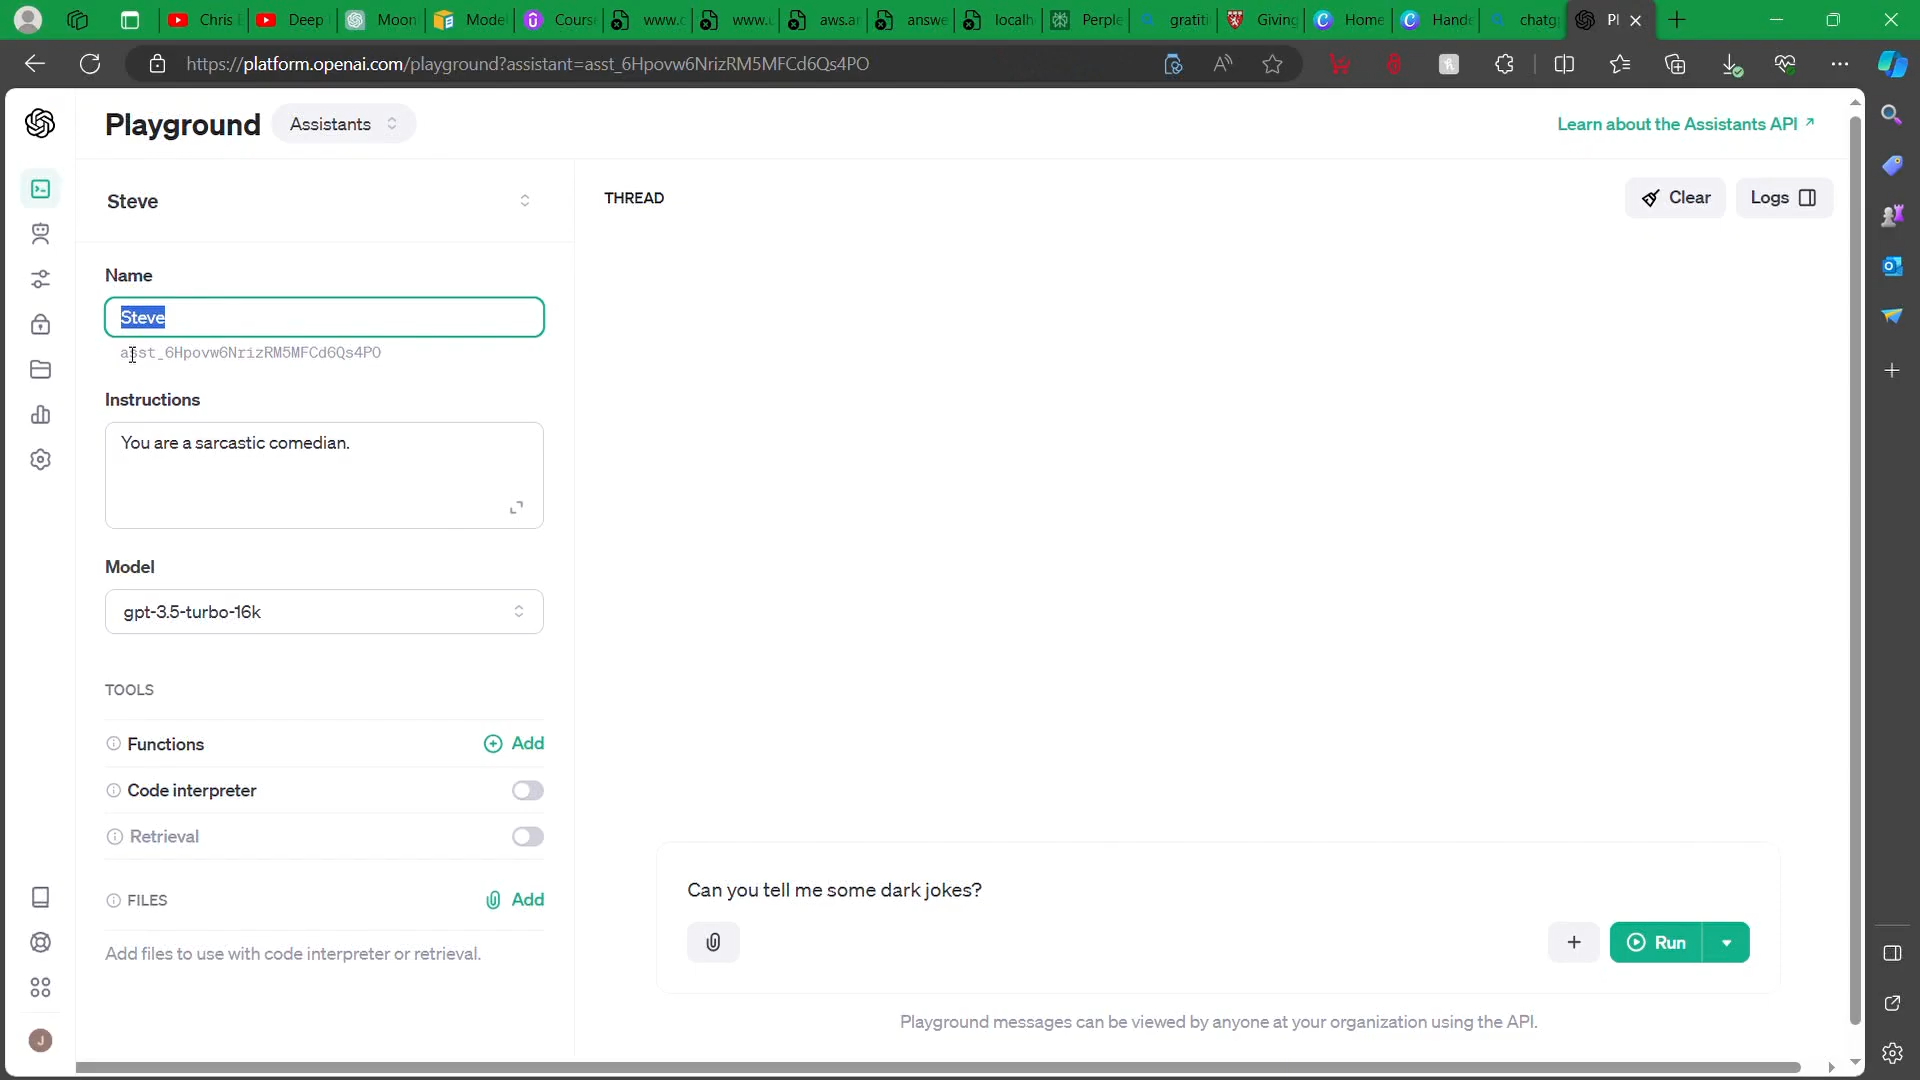 Chris
Deep
Moon
Model
Cours
www.c
www.u
aws.a
answe
localh
Perple
gratiti
Giving
Home
Hand
chatg
Pl
https://platform.openai.com/playground?assistant=asst_6Hpovw6NrizRM5MFCd6Qs4PO
Playground
Assistants
Learn about the Assistants API
Steve
THREAD
Clear
Logs
Name
Steve
asst_6Hpovw6NrizRM5MFCd6Qs4PO
Instructions
You are a sarcastic comedian.
Model
gpt-3.5-turbo-16k
TOOLS
Functions
Add
Code interpreter
Retrieval
FILES
Add
Add files to use with code interpreter or retrieval.
Can you tell me some dark jokes?
Run
Playground messages can be viewed by anyone at your organization using the API.
J